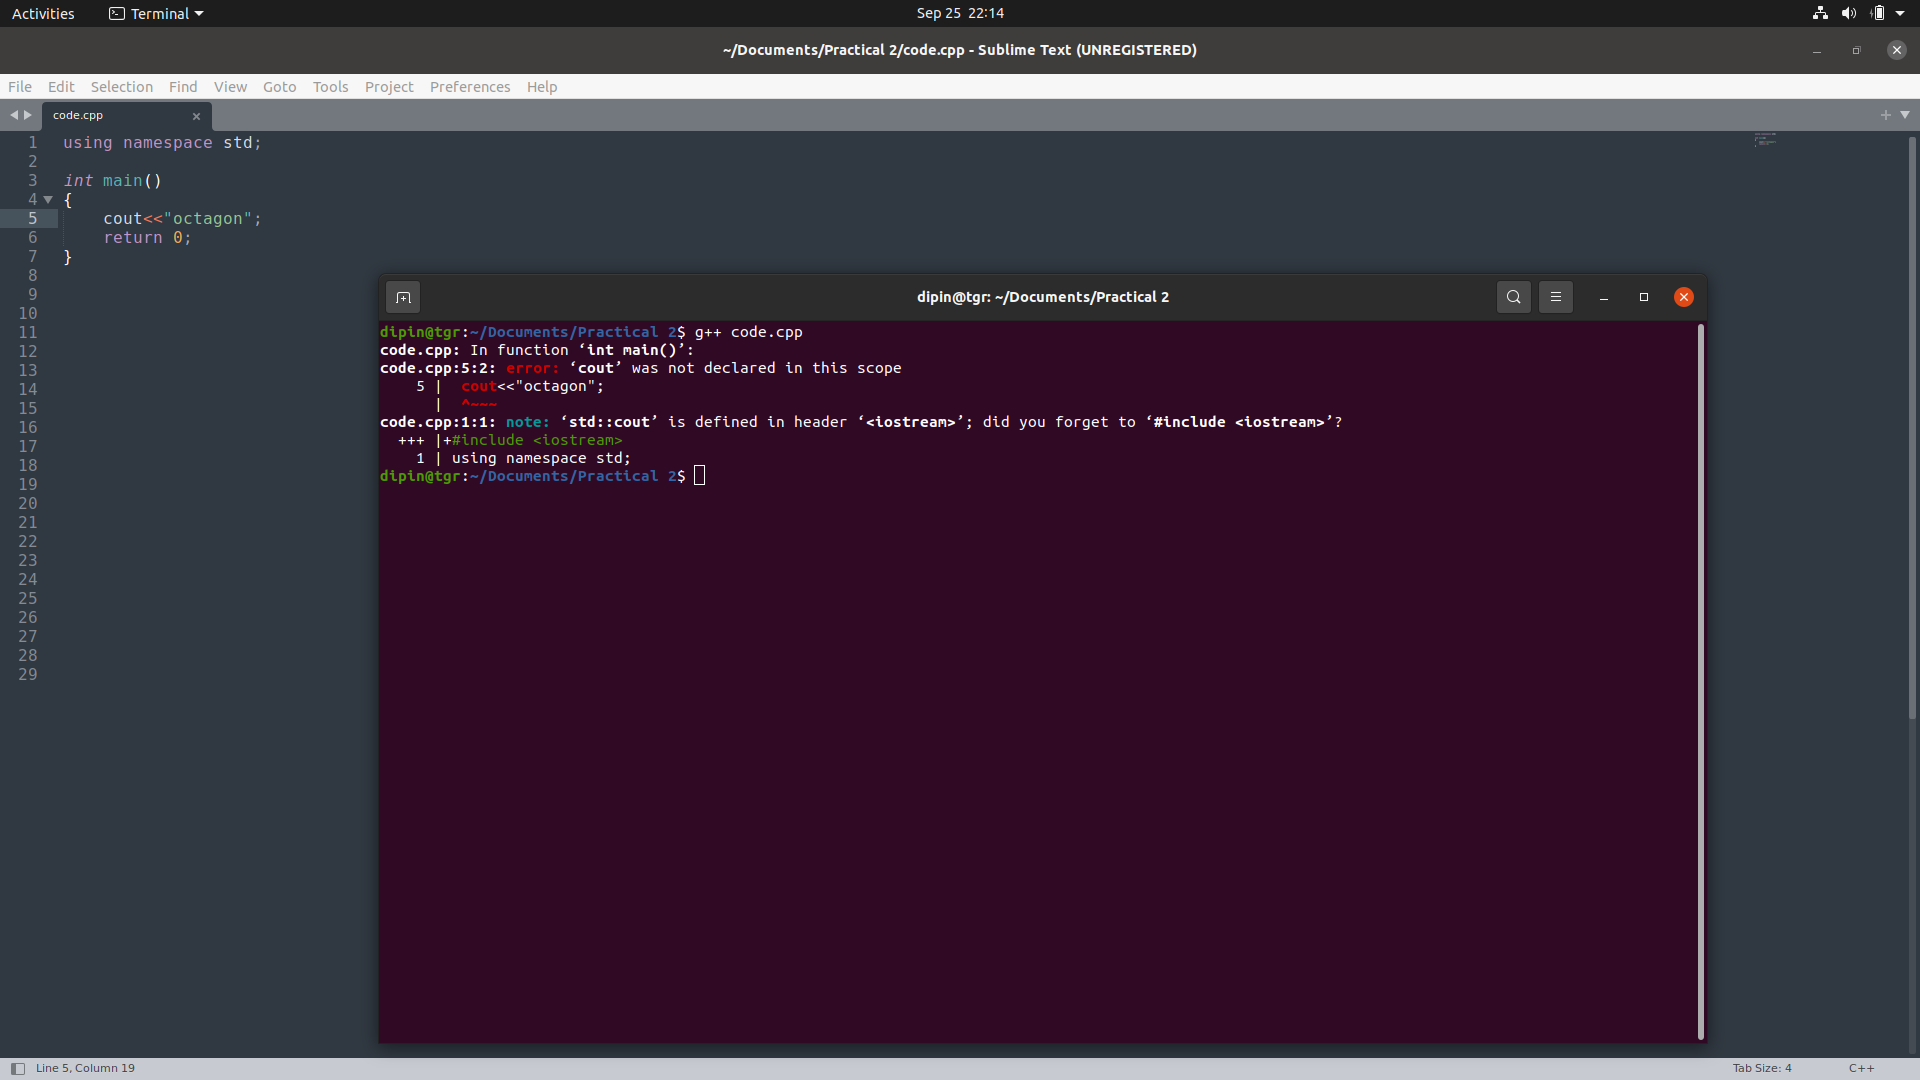 Activities Terminal Sep 25 22:14
~/Documents/Practical 2/code.cpp - Sublime Text (UNREGISTERED)
File Edit Selection Find View Goto Tools Project Preferences Help
code.cpp
1 using namespace std;
2
3 int main()
4 {
5 cout<<"octagon";
6 return 0;
7 }
8
9
10
11
12
13
14
15
16
17
18
19
20
21
22
23
24
25
26
27
28
29
dipin@tgr: ~/Documents/Practical 2
dipin@tgr:~/Documents/Practical 2$ g++ code.cpp
code.cpp: In function ‘int main()’:
code.cpp:5:2: error: ‘cout’ was not declared in this scope
5 | cout<<"octagon";
| ^~~~
code.cpp:1:1: note: ‘std::cout’ is defined in header ‘<iostream>’; did you forget to ‘#include <iostream>’?
+++ |+#include <iostream>
1 | using namespace std;
dipin@tgr:~/Documents/Practical 2$
Line 5, Column 19 Tab Size: 4 C++